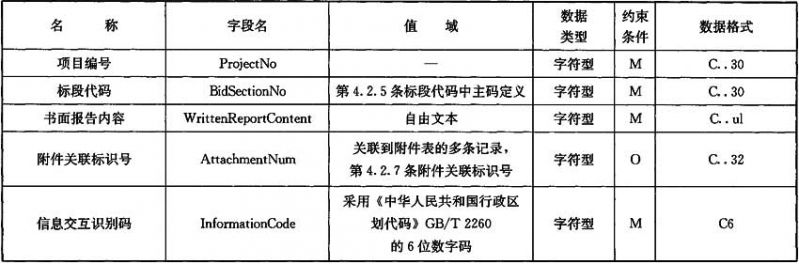 名 称 字段名 值 域 数据类型 约束条件 数据格式
项目编号 ProjectNo — 字符型 M C..30
标段代码 BidSectionNo 第4.2.5条标段代码中主码定义 字符型 M C..30
书面报告内容 WrittenReportContent 自由文本 字符型 M C..ul
附件关联标识号 AttachmentNum 关联到附件表的多条记录，
第4.2.7条附件关联标识号 字符型 O C..32
信息交互识别码 InformationCode 采用《中华人民共和国行政区
划代码》GB/T 2260
的6位数字码 字符型 M C6